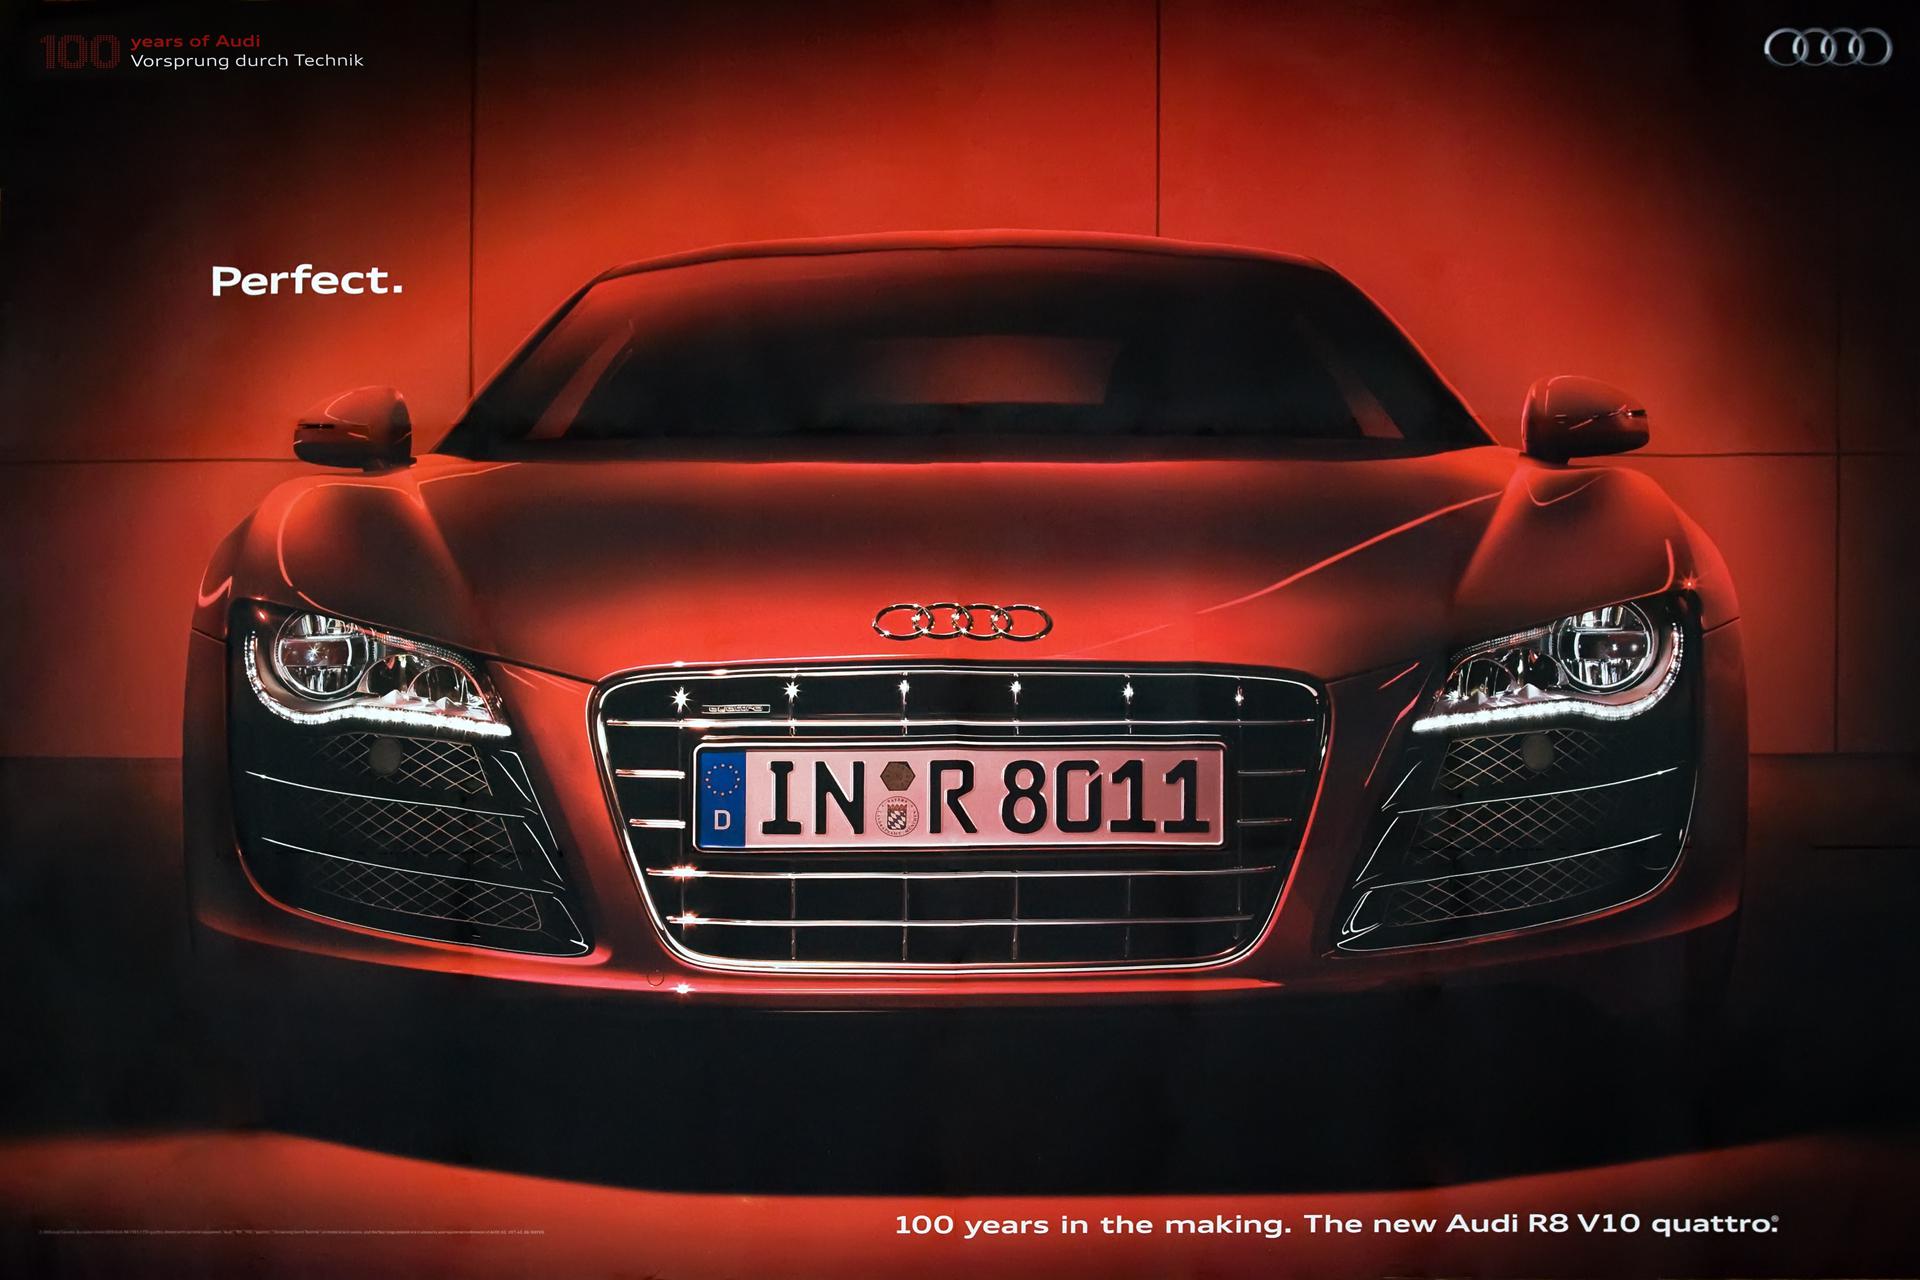 100 years of Audi
Vorsprung durch Technik
Perfect.
quattro
D IN R 8011
100 years in the making. The new Audi R8 V10 quattro.®